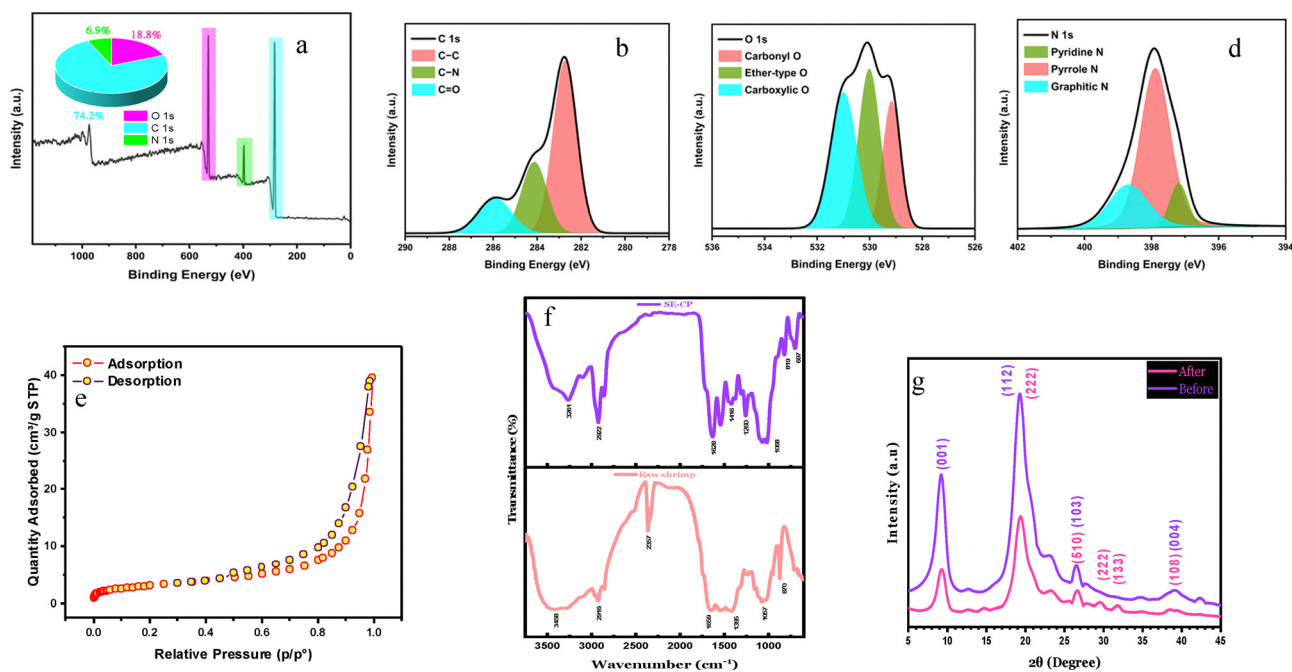 a
6.9%
18.8%
74.2%
O 1s
C 1s
N 1s
Intensity (a.u.)
1000 800 600 400 200 0
Binding Energy (eV)
b
C 1s
C−C
C−N
C=O
Intensity (a.u.)
290 288 286 284 282 280 278
Binding Energy (eV)
c
O 1s
Carbonyl O
Ether-type O
Carboxylic O
Intensity (a.u.)
536 534 532 530 528 526
Binding Energy (eV)
d
N 1s
Pyridine N
Pyrrole N
Graphitic N
Intensity (a.u.)
402 400 398 396 394
Binding Energy (eV)
e
Adsorption
Desorption
Quantity Adsorbed (cm³/g STP)
40
30
20
10
0
0.0 0.2 0.4 0.6 0.8 1.0
Relative Pressure (p/p°)
f
SE-CP
3261
2922
1628
1416
1260
1068
819
697
Transmittance (%)
Raw shrimp
3458
2916
2357
1659
1395
1057
870
3500 3000 2500 2000 1500 1000
Wavenumber (cm⁻¹)
g
After
Before
(001)
(112)
(222)
(510)
(103)
(222)
(133)
(108)
(004)
Intensity (a.u)
5 10 15 20 25 30 35 40 45
2θ (Degree)